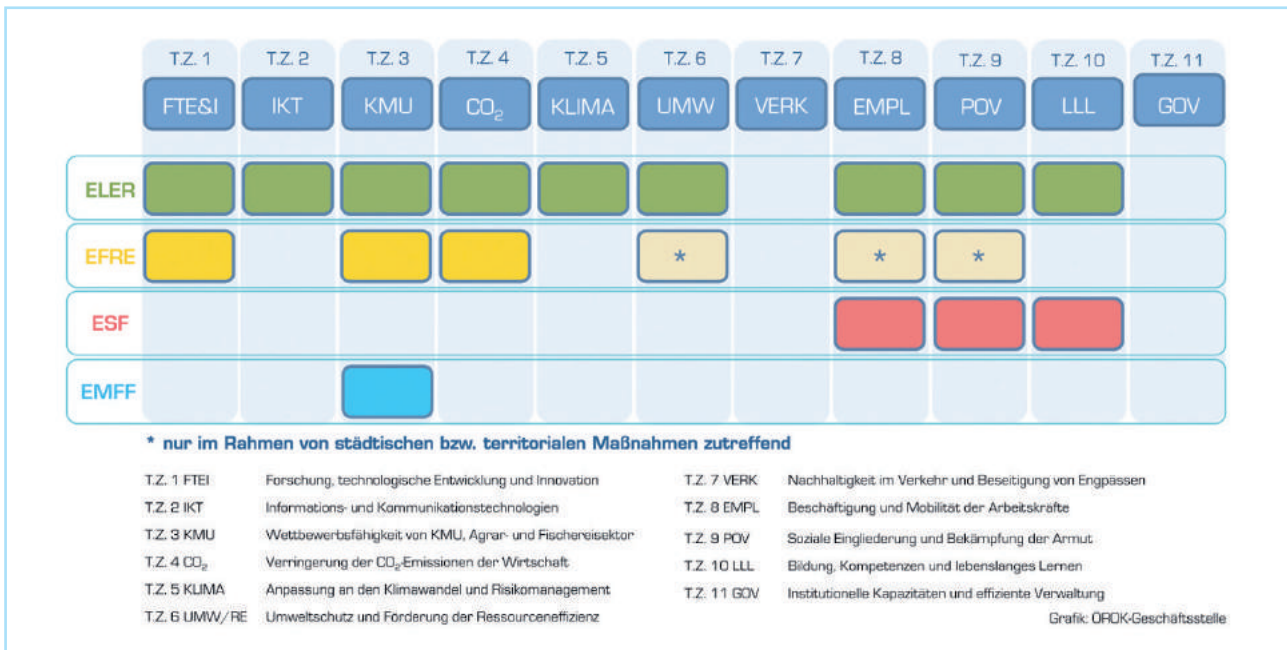 T.Z. 1 T.Z. 2 T.Z. 3 T.Z. 4 T.Z. 5 T.Z. 6 T.Z. 7 T.Z. 8 T.Z. 9 T.Z. 10 T.Z. 11
FTE&I IKT KMU CO₂ KLIMA UMW VERK EMPL POV LLL GOV
ELER
EFRE * * *
ESF
EMFF
* nur im Rahmen von städtischen bzw. territorialen Maßnahmen zutreffend
T.Z. 1 FTEI Forschung, technologische Entwicklung und Innovation
T.Z. 2 IKT Informations- und Kommunikationstechnologien
T.Z. 3 KMU Wettbewerbsfähigkeit von KMU, Agrar- und Fischereisektor
T.Z. 4 CO₂ Verringerung der CO₂-Emissionen der Wirtschaft
T.Z. 5 KLIMA Anpassung an den Klimawandel und Risikomanagement
T.Z. 6 UMW/RE Umweltschutz und Förderung der Ressourceneffizienz
T.Z. 7 VERK Nachhaltigkeit im Verkehr und Beseitigung von Engpässen
T.Z. 8 EMPL Beschäftigung und Mobilität der Arbeitskräfte
T.Z. 9 POV Soziale Eingliederung und Bekämpfung der Armut
T.Z. 10 LLL Bildung, Kompetenzen und lebenslanges Lernen
T.Z. 11 GOV Institutionelle Kapazitäten und effiziente Verwaltung
Grafik: ÖROK-Geschäftsstelle